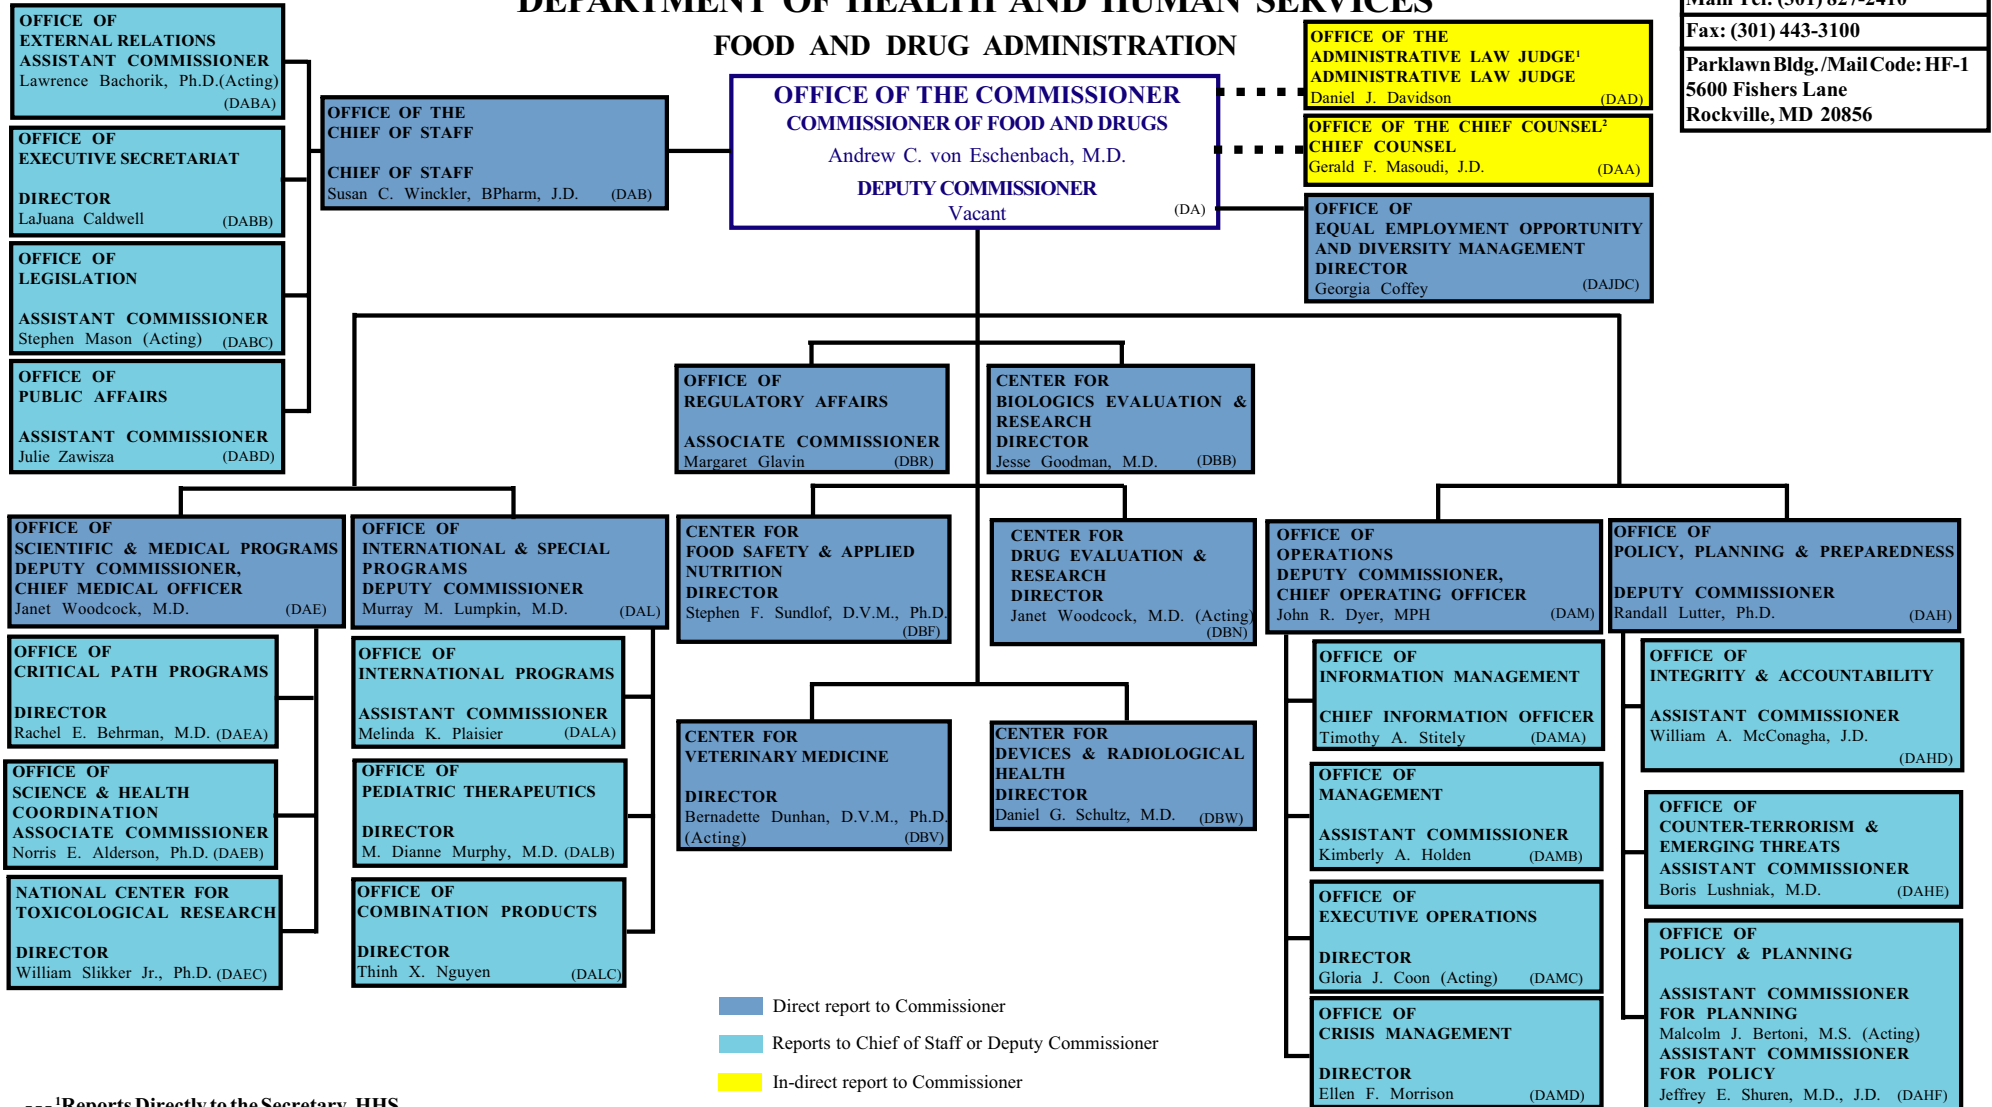 DEPARTMENT OF HEALTH AND HUMAN SERVICES
FOOD AND DRUG ADMINISTRATION
Main Tel: (301) 827-2410
Fax: (301) 443-3100
Parklawn Bldg. /Mail Code: HF-1
5600 Fishers Lane
Rockville, MD 20856
OFFICE OF
EXTERNAL RELATIONS
ASSISTANT COMMISSIONER
Lawrence Bachorik, Ph.D.(Acting)
(DABA)
OFFICE OF
EXECUTIVE SECRETARIAT
DIRECTOR
LaJuana Caldwell (DABB)
OFFICE OF
LEGISLATION
ASSISTANT COMMISSIONER
Stephen Mason (Acting) (DABC)
OFFICE OF
PUBLIC AFFAIRS
ASSISTANT COMMISSIONER
Julie Zawisza (DABD)
OFFICE OF THE
CHIEF OF STAFF
CHIEF OF STAFF
Susan C. Winckler, BPharm, J.D. (DAB)
OFFICE OF THE COMMISSIONER
COMMISSIONER OF FOOD AND DRUGS
Andrew C. von Eschenbach, M.D.
DEPUTY COMMISSIONER
Vacant (DA)
OFFICE OF THE
ADMINISTRATIVE LAW JUDGE¹
ADMINISTRATIVE LAW JUDGE
Daniel J. Davidson (DAD)
OFFICE OF THE CHIEF COUNSEL²
CHIEF COUNSEL
Gerald F. Masoudi, J.D. (DAA)
OFFICE OF
EQUAL EMPLOYMENT OPPORTUNITY
AND DIVERSITY MANAGEMENT
DIRECTOR
Georgia Coffey (DAJDC)
OFFICE OF
REGULATORY AFFAIRS
ASSOCIATE COMMISSIONER
Margaret Glavin (DBR)
CENTER FOR
BIOLOGICS EVALUATION &
RESEARCH
DIRECTOR
Jesse Goodman, M.D. (DBB)
OFFICE OF
SCIENTIFIC & MEDICAL PROGRAMS
DEPUTY COMMISSIONER,
CHIEF MEDICAL OFFICER
Janet Woodcock, M.D. (DAE)
OFFICE OF
INTERNATIONAL & SPECIAL
PROGRAMS
DEPUTY COMMISSIONER
Murray M. Lumpkin, M.D. (DAL)
CENTER FOR
FOOD SAFETY & APPLIED
NUTRITION
DIRECTOR
Stephen F. Sundlof, D.V.M., Ph.D.
(DBF)
CENTER FOR
DRUG EVALUATION &
RESEARCH
DIRECTOR
Janet Woodcock, M.D. (Acting)
(DBN)
OFFICE OF
OPERATIONS
DEPUTY COMMISSIONER,
CHIEF OPERATING OFFICER
John R. Dyer, MPH (DAM)
OFFICE OF
POLICY, PLANNING & PREPAREDNESS
DEPUTY COMMISSIONER
Randall Lutter, Ph.D. (DAH)
OFFICE OF
CRITICAL PATH PROGRAMS
DIRECTOR
Rachel E. Behrman, M.D. (DAEA)
OFFICE OF
SCIENCE & HEALTH
COORDINATION
ASSOCIATE COMMISSIONER
Norris E. Alderson, Ph.D. (DAEB)
NATIONAL CENTER FOR
TOXICOLOGICAL RESEARCH
DIRECTOR
William Slikker Jr., Ph.D. (DAEC)
OFFICE OF
INTERNATIONAL PROGRAMS
ASSISTANT COMMISSIONER
Melinda K. Plaisier (DALA)
OFFICE OF
PEDIATRIC THERAPEUTICS
DIRECTOR
M. Dianne Murphy, M.D. (DALB)
OFFICE OF
COMBINATION PRODUCTS
DIRECTOR
Thinh X. Nguyen (DALC)
CENTER FOR
VETERINARY MEDICINE
DIRECTOR
Bernadette Dunhan, D.V.M., Ph.D.
(Acting) (DBV)
CENTER FOR
DEVICES & RADIOLOGICAL
HEALTH
DIRECTOR
Daniel G. Schultz, M.D. (DBW)
OFFICE OF
INFORMATION MANAGEMENT
CHIEF INFORMATION OFFICER
Timothy A. Stitely (DAMA)
OFFICE OF
MANAGEMENT
ASSISTANT COMMISSIONER
Kimberly A. Holden (DAMB)
OFFICE OF
EXECUTIVE OPERATIONS
DIRECTOR
Gloria J. Coon (Acting) (DAMC)
OFFICE OF
CRISIS MANAGEMENT
DIRECTOR
Ellen F. Morrison (DAMD)
OFFICE OF
INTEGRITY & ACCOUNTABILITY
ASSISTANT COMMISSIONER
William A. McConagha, J.D.
(DAHD)
OFFICE OF
COUNTER-TERRORISM &
EMERGING THREATS
ASSISTANT COMMISSIONER
Boris Lushniak, M.D. (DAHE)
OFFICE OF
POLICY & PLANNING
ASSISTANT COMMISSIONER
FOR PLANNING
Malcolm J. Bertoni, M.S. (Acting)
ASSISTANT COMMISSIONER
FOR POLICY
Jeffrey E. Shuren, M.D., J.D. (DAHF)
Direct report to Commissioner
Reports to Chief of Staff or Deputy Commissioner
In-direct report to Commissioner
---¹Reports Directly to the Secretary, HHS